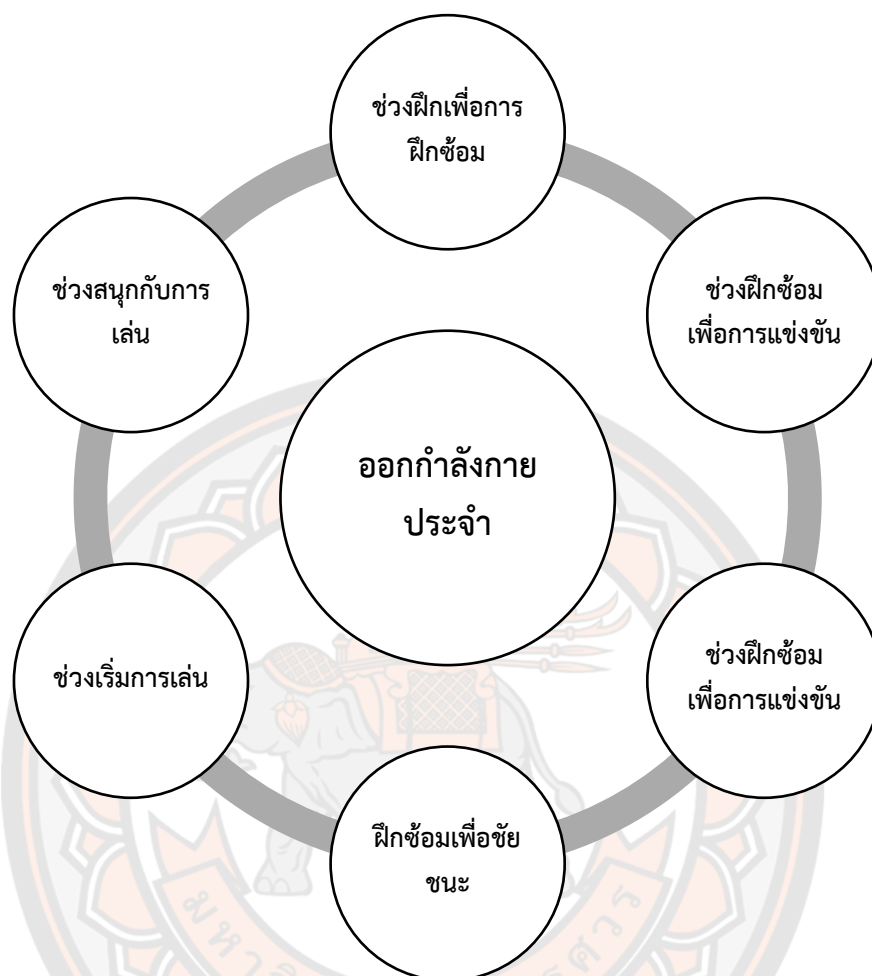 ช่วงฝึกเพื่อการ
ฝึกซ้อม
ช่วงสนุกกับการ
เล่น
ช่วงฝึกซ้อม
เพื่อการแข่งขัน
ออกกำลังกาย
ประจำ
ช่วงเริ่มการเล่น
ช่วงฝึกซ้อม
เพื่อการแข่งขัน
ฝึกซ้อมเพื่อชัย
ชนะ